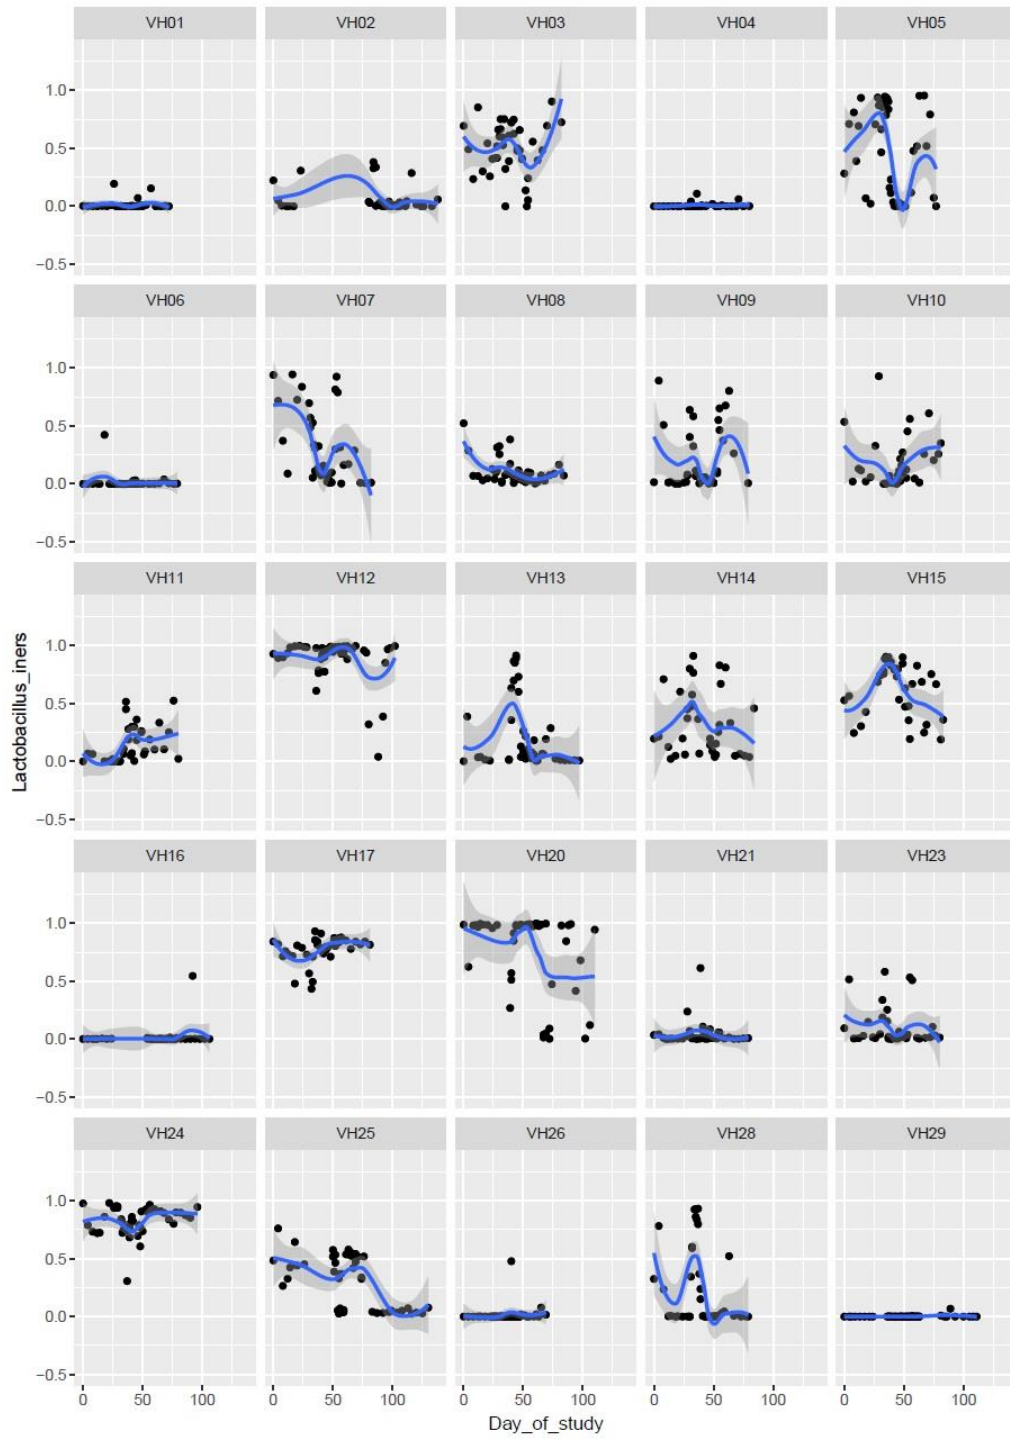 VH01 VH02 VH03 VH04 VH05
1.0
0.5
0.0
−0.5
VH06 VH07 VH08 VH09 VH10
1.0
0.5
0.0
−0.5
VH11 VH12 VH13 VH14 VH15
1.0
0.5
0.0
−0.5
Lactobacillus_iners
VH16 VH17 VH20 VH21 VH23
1.0
0.5
0.0
−0.5
VH24 VH25 VH26 VH28 VH29
1.0
0.5
0.0
−0.5
0 50 100 0 50 100 0 50 100 0 50 100 0 50 100
Day_of_study